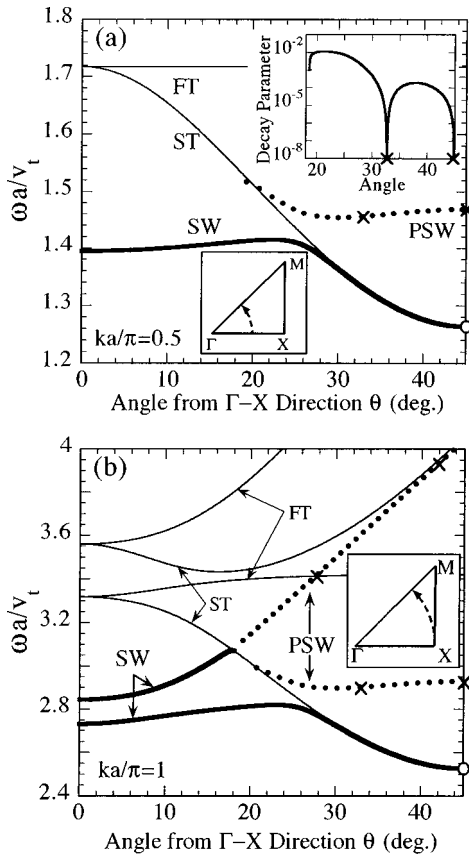 (a)
1.8
1.7
1.6
1.5
1.4
1.3
1.2
ωa/vt
FT
ST
SW
PSW
Decay Parameter
10-2
10-5
10-8
20 30 40
Angle
M
Γ X
ka/π=0.5
0 10 20 30 40
Angle from Γ−X Direction θ (deg.)
(b)
4
3.6
3.2
2.8
2.4
ωa/vt
FT
ST
SW
PSW
M
Γ X
ka/π=1
0 10 20 30 40
Angle from Γ−X Direction θ (deg.)